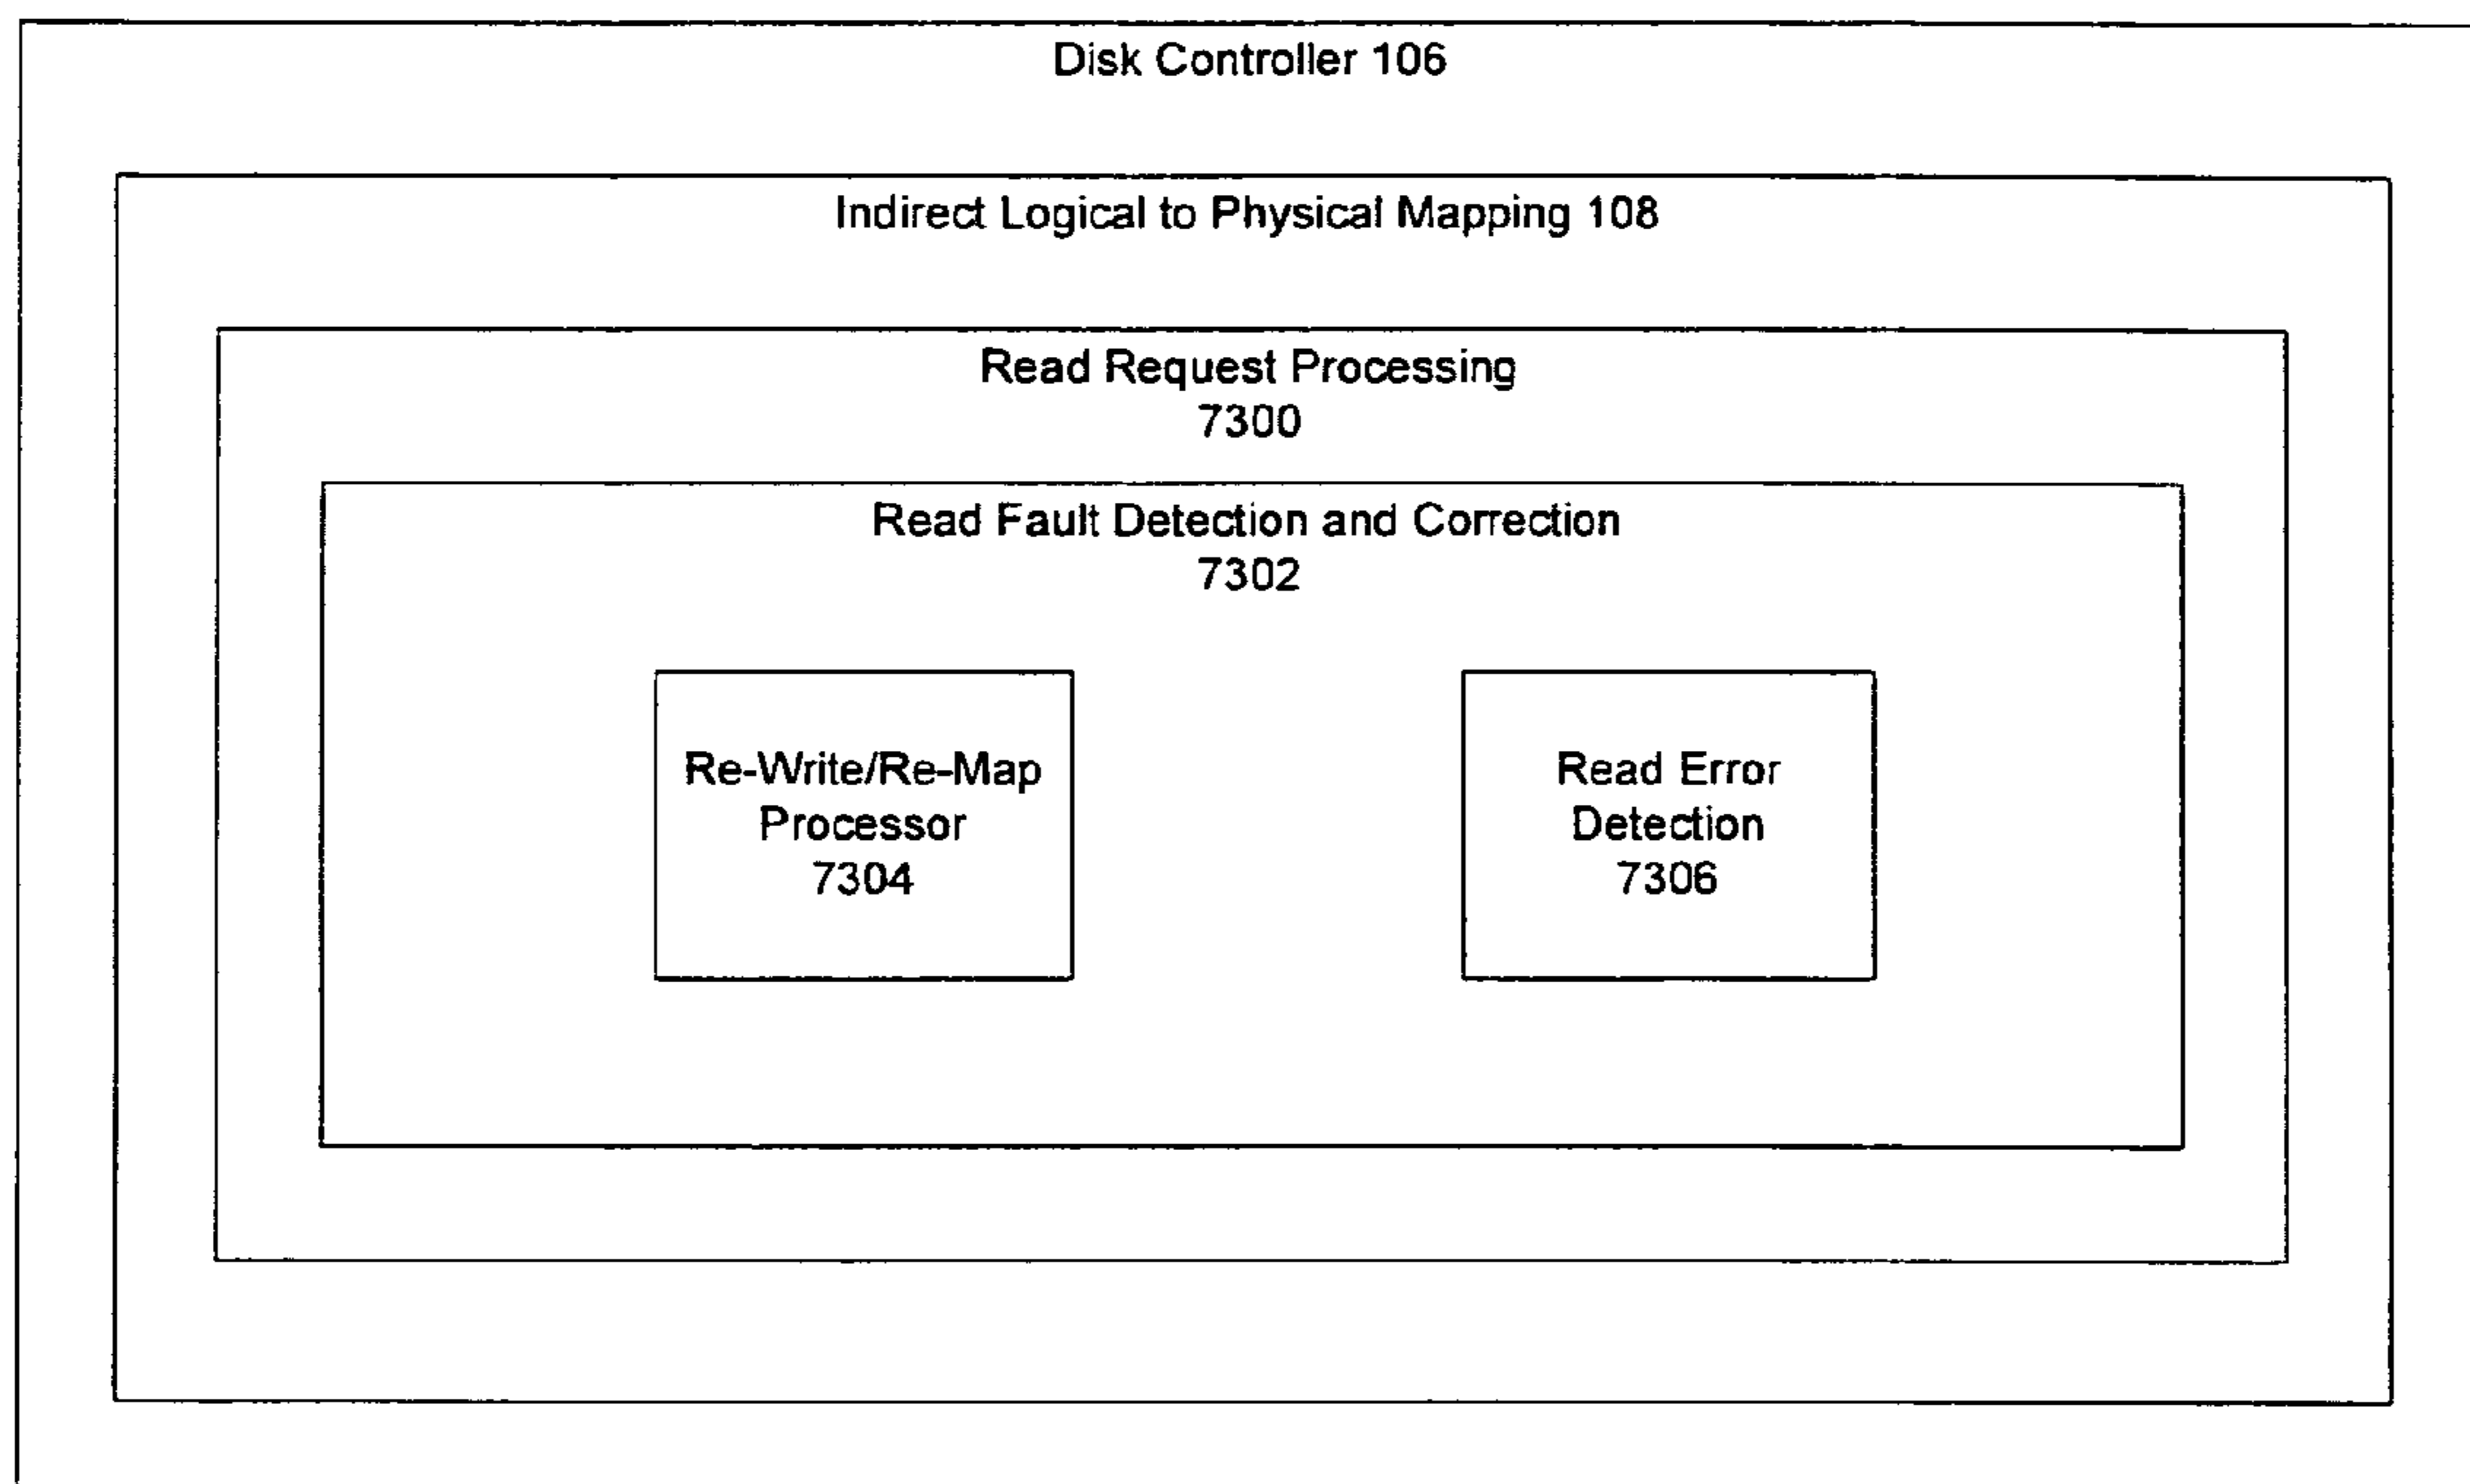 Disk Controller 106
Indirect Logical to Physical Mapping 108
Read Request Processing
7300
Read Fault Detection and Correction
7302
Re-Write/Re-Map
Processor
7304
Read Error
Detection
7306